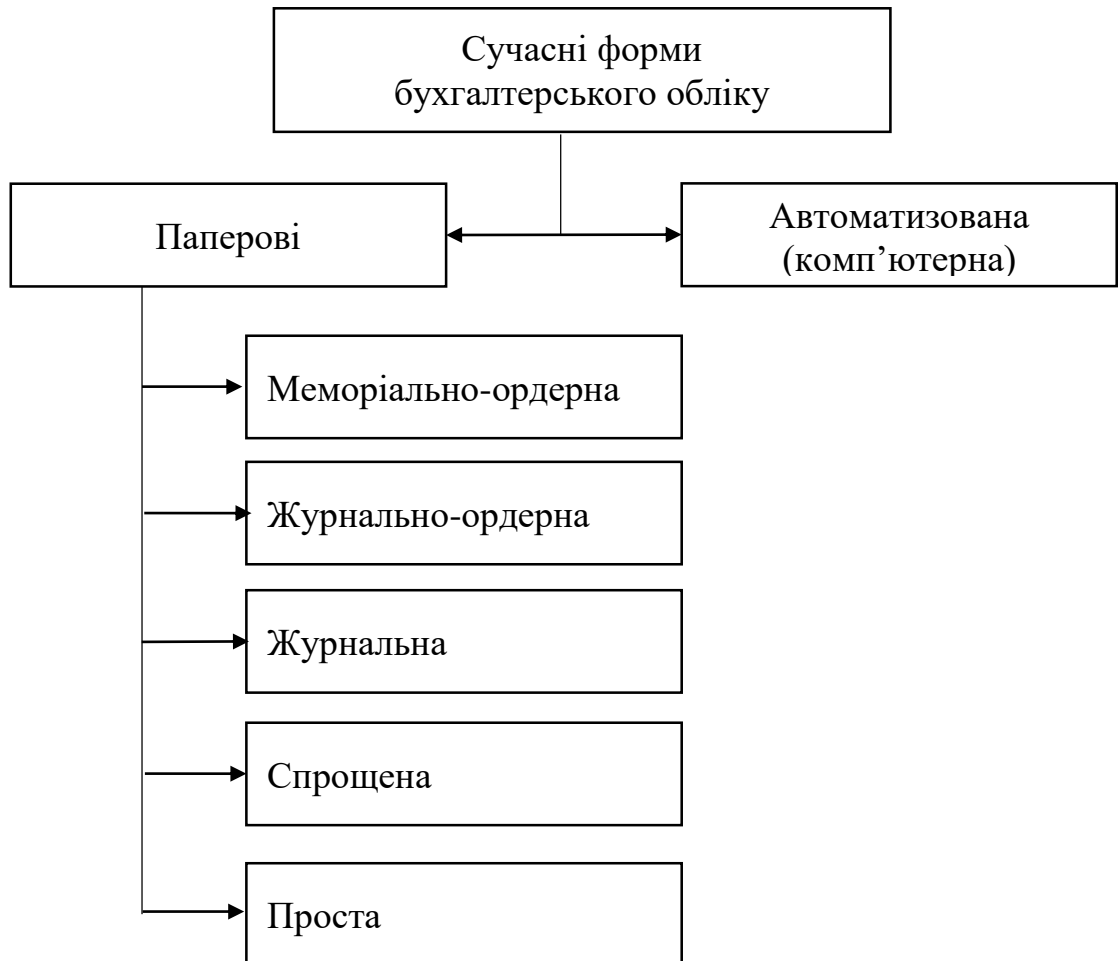 Сучасні форми
бухгалтерського обліку
Паперові
Автоматизована
(комп’ютерна)
Меморіально-ордерна
Журнально-ордерна
Журнальна
Спрощена
Проста